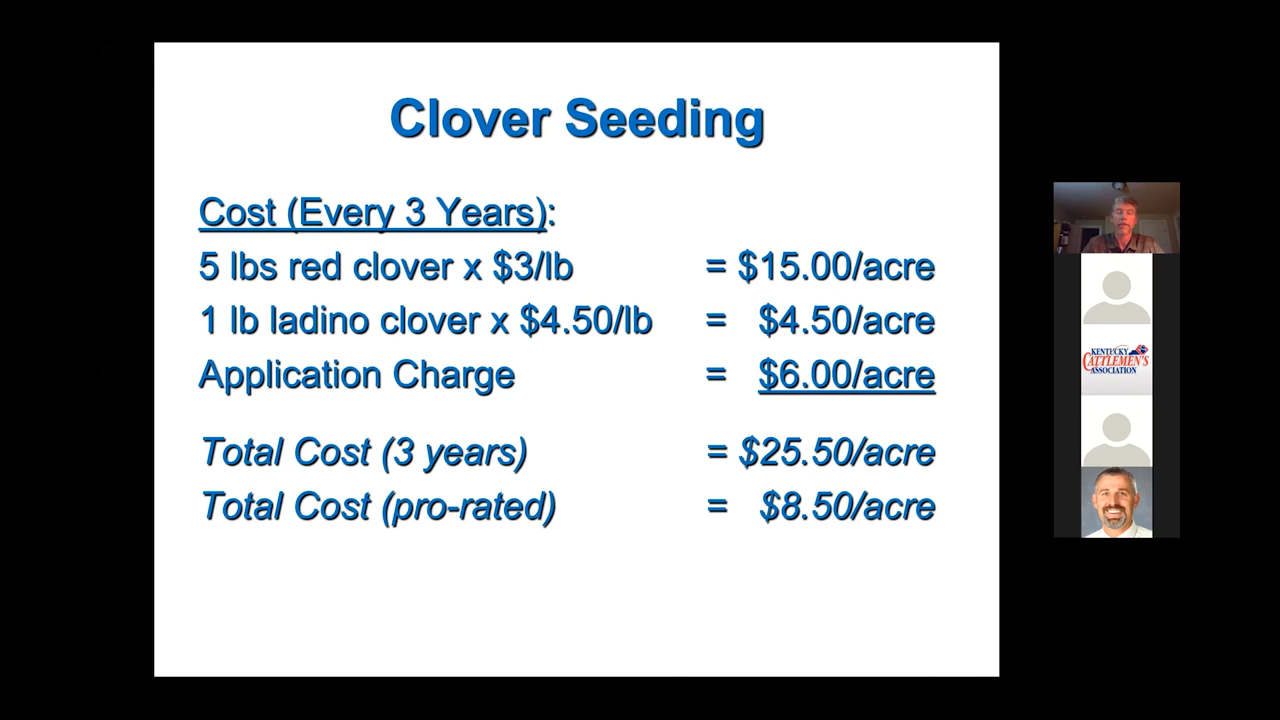 Clover Seeding
Cost (Every 3 Years):
5 lbs red clover x $3/lb = $15.00/acre
1 lb ladino clover x $4.50/lb = $4.50/acre
Application Charge = $6.00/acre
Total Cost (3 years) = $25.50/acre
Total Cost (pro-rated) = $8.50/acre
KENTUCKY
CATTLEMEN'S
ASSOCIATION